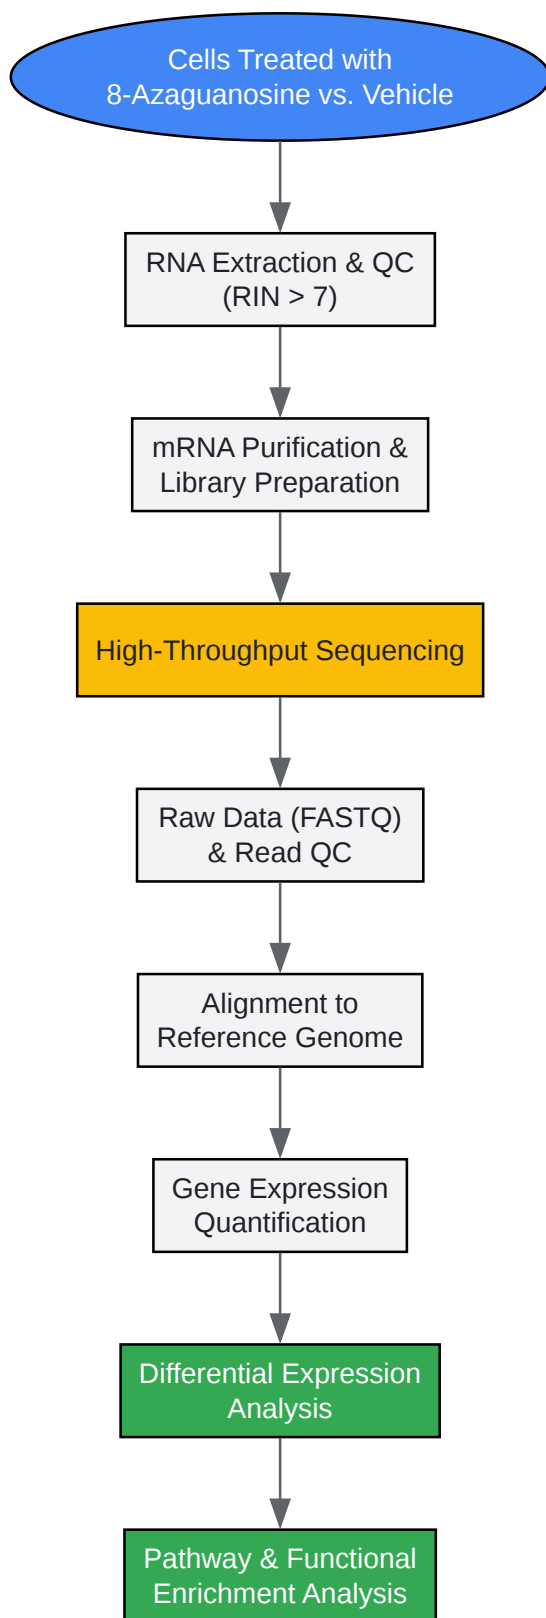 Cells Treated with
8-Azaguanosine vs. Vehicle
RNA Extraction & QC
(RIN > 7)
mRNA Purification &
Library Preparation
High-Throughput Sequencing
Raw Data (FASTQ)
& Read QC
Alignment to
Reference Genome
Gene Expression
Quantification
Differential Expression
Analysis
Pathway & Functional
Enrichment Analysis